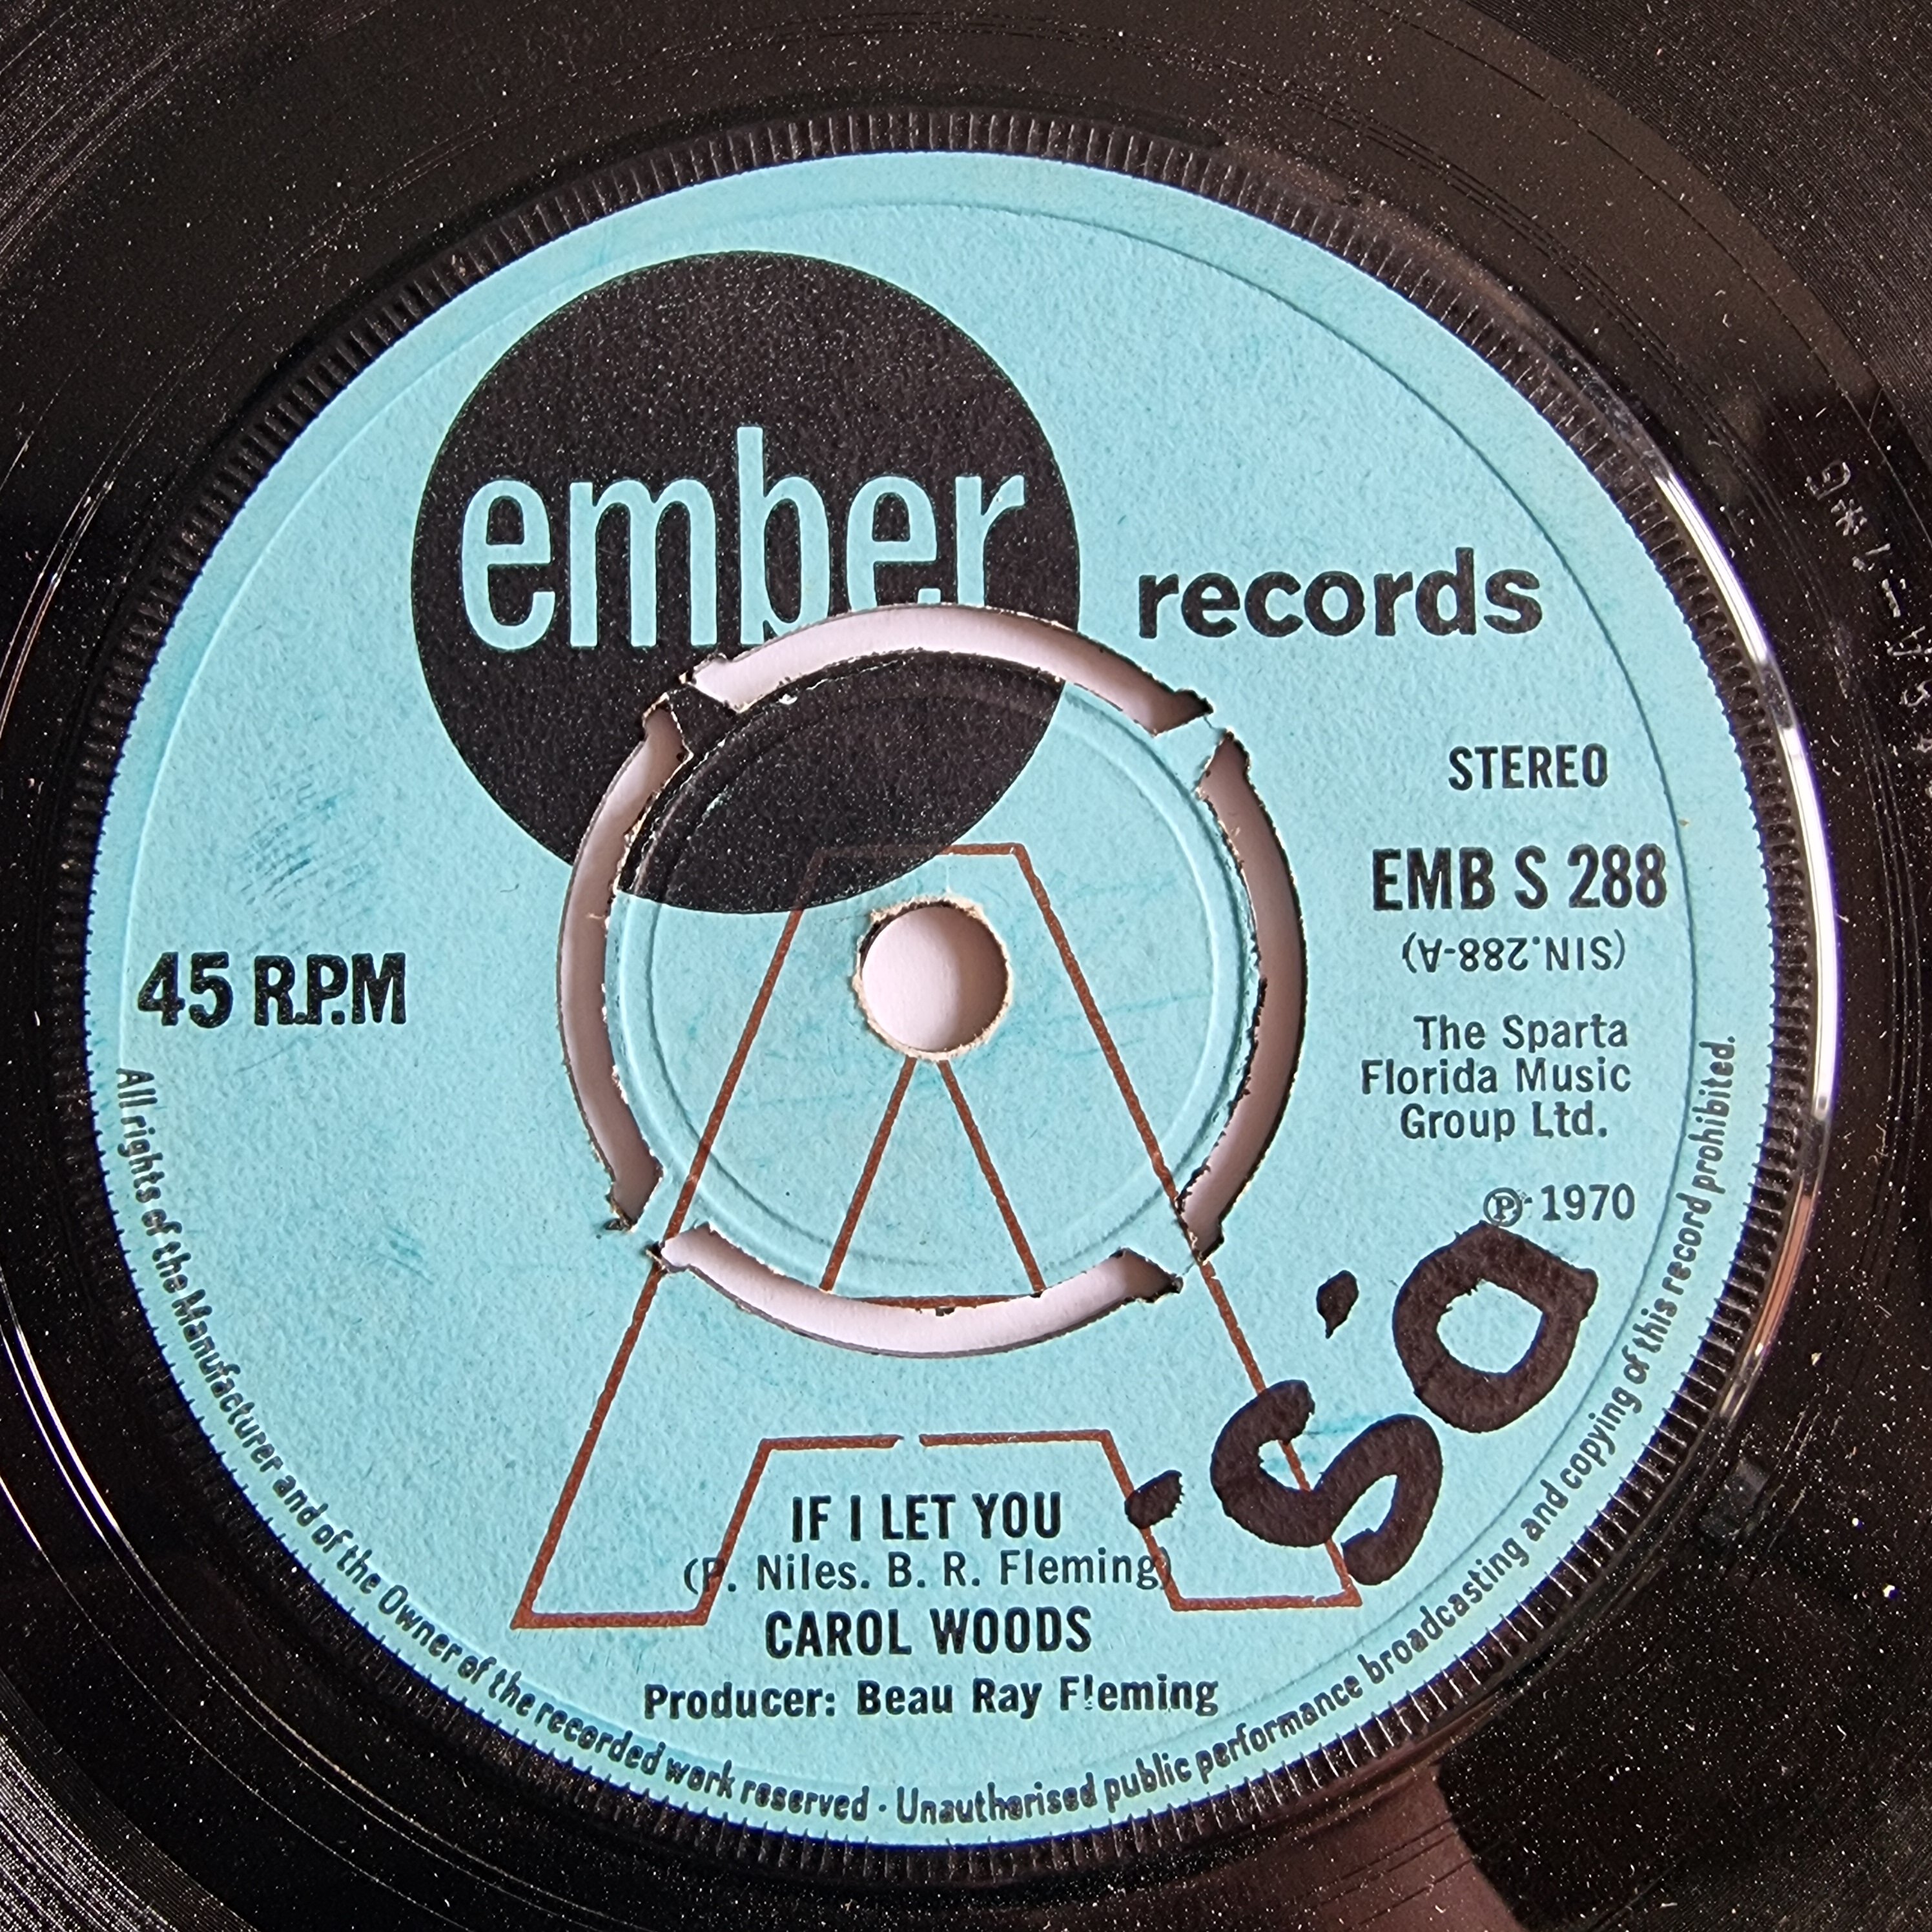 ember
records
STEREO
EMB S 288
(SIN.288-A)
45 R.P.M
The Sparta
Florida Music
Group Ltd.
Ⓟ 1970
A
IF I LET YOU
(P. Niles. B. R. Fleming)
CAROL WOODS
Producer: Beau Ray Fleming
All rights of the Manufacturer and of the Owner of the recorded work reserved · Unauthorised public performance broadcasting and copying of this record prohibited.